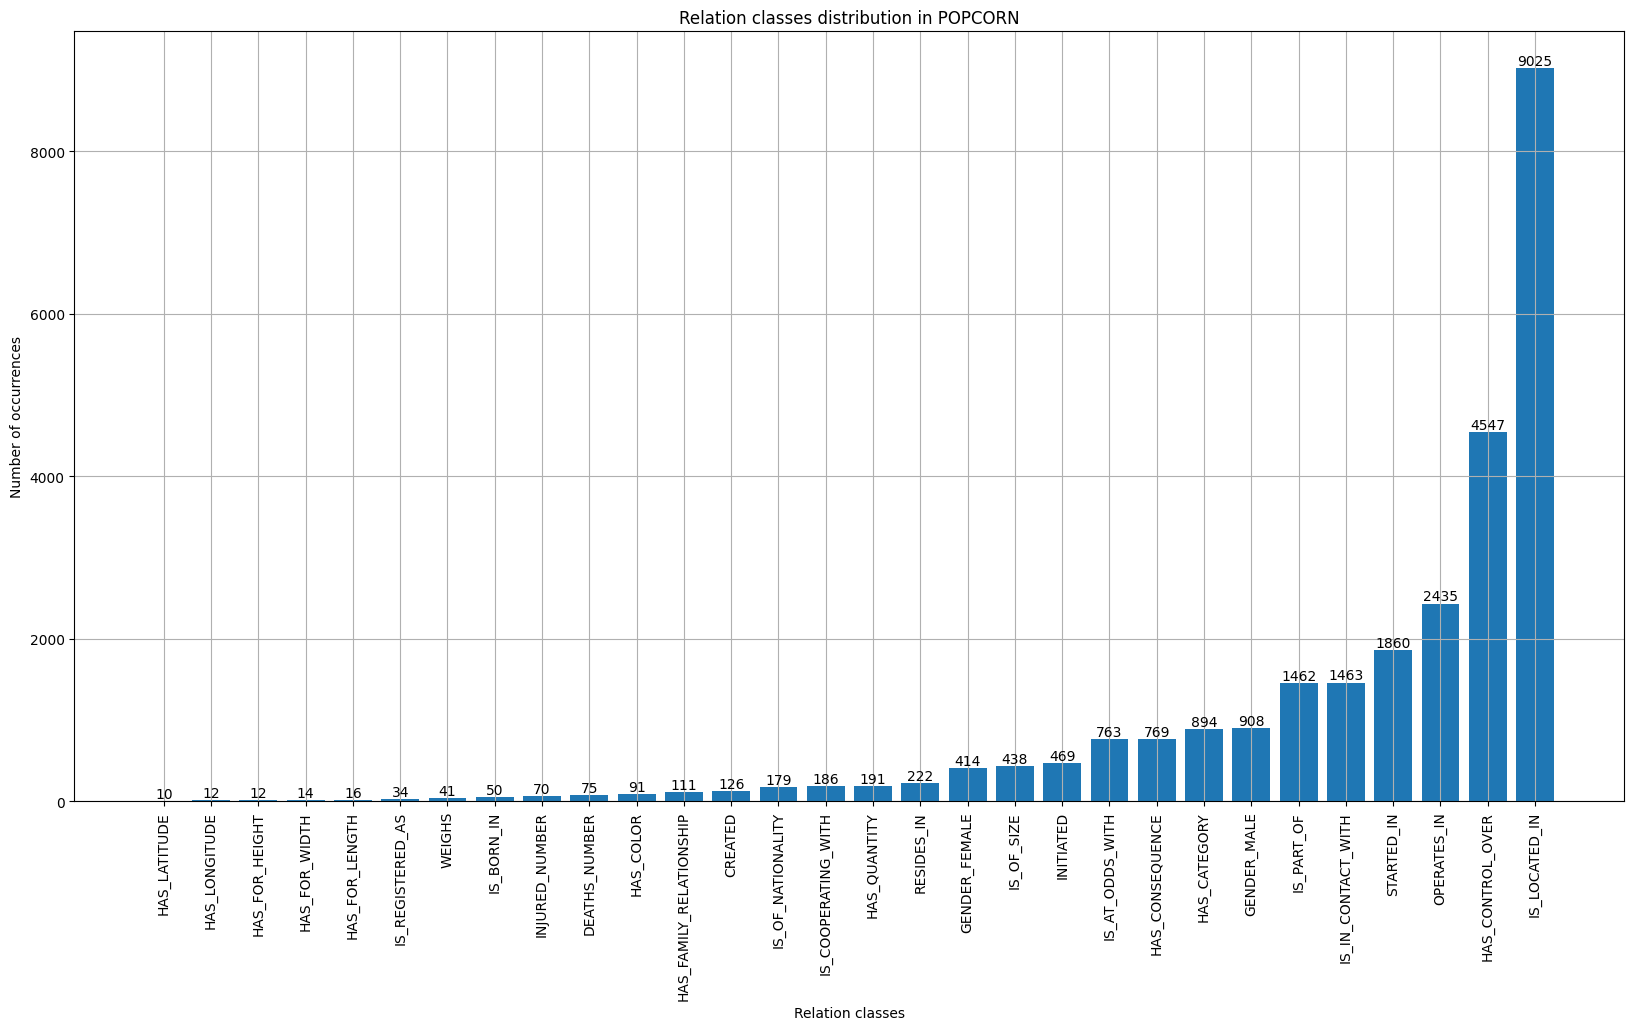 Relation classes distribution in POPCORN
Number of occurrences
8000
6000
4000
2000
0
10
12
12
14
16
34
41
50
70
75
91
111
126
179
186
191
222
414
438
469
763
769
894
908
1462
1463
1860
2435
4547
9025
HAS_LATITUDE
HAS_LONGITUDE
HAS_FOR_HEIGHT
HAS_FOR_WIDTH
HAS_FOR_LENGTH
IS_REGISTERED_AS
WEIGHS
IS_BORN_IN
INJURED_NUMBER
DEATHS_NUMBER
HAS_COLOR
HAS_FAMILY_RELATIONSHIP
CREATED
IS_OF_NATIONALITY
IS_COOPERATING_WITH
HAS_QUANTITY
RESIDES_IN
GENDER_FEMALE
IS_OF_SIZE
INITIATED
IS_AT_ODDS_WITH
HAS_CONSEQUENCE
HAS_CATEGORY
GENDER_MALE
IS_PART_OF
IS_IN_CONTACT_WITH
STARTED_IN
OPERATES_IN
HAS_CONTROL_OVER
IS_LOCATED_IN
Relation classes